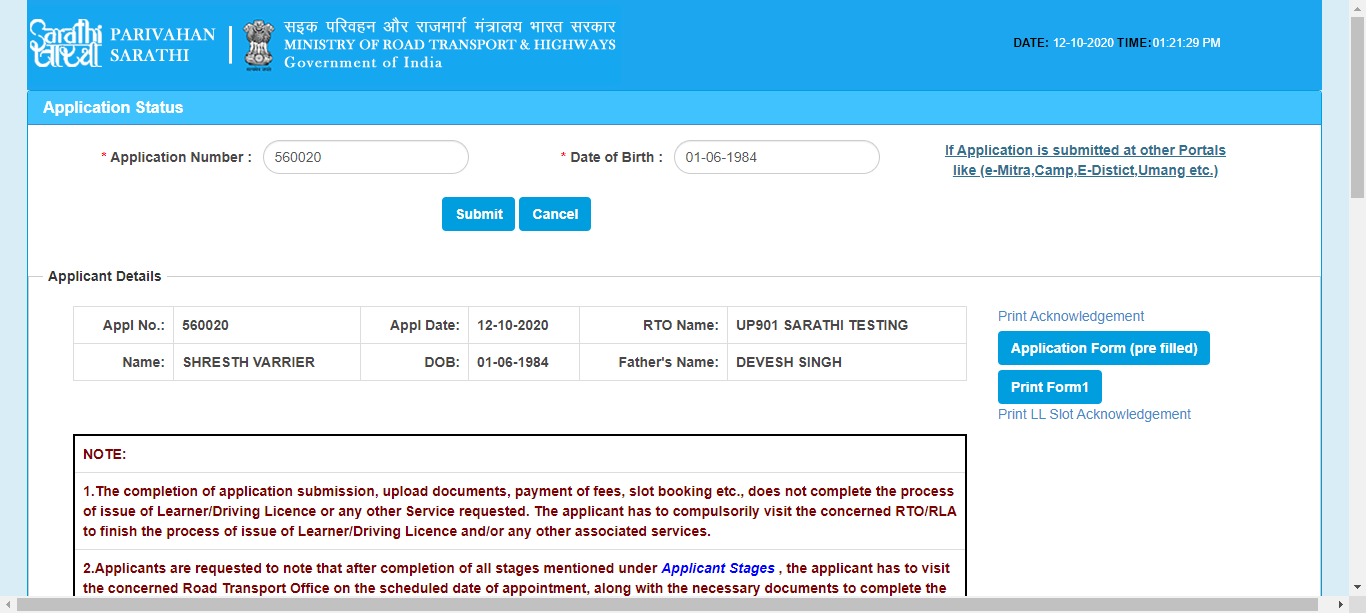 Sarathi
सारथी
PARIVAHAN
SARATHI
सड़क परिवहन और राजमार्ग मंत्रालय भारत सरकार
MINISTRY OF ROAD TRANSPORT & HIGHWAYS
Government of India
DATE: 12-10-2020 TIME:01:21:29 PM
Application Status
* Application Number : 560020 * Date of Birth : 01-06-1984
If Application is submitted at other Portals
like (e-Mitra,Camp,E-Distict,Umang etc.)
Submit Cancel
Applicant Details
Appl No.: 560020 Appl Date: 12-10-2020 RTO Name: UP901 SARATHI TESTING
Name: SHRESTH VARRIER DOB: 01-06-1984 Father's Name: DEVESH SINGH
Print Acknowledgement
Application Form (pre filled)
Print Form1
Print LL Slot Acknowledgement
NOTE:
1.The completion of application submission, upload documents, payment of fees, slot booking etc., does not complete the process
of issue of Learner/Driving Licence or any other Service requested. The applicant has to compulsorily visit the concerned RTO/RLA
to finish the process of issue of Learner/Driving Licence and/or any other associated services.
2.Applicants are requested to note that after completion of all stages mentioned under Applicant Stages , the applicant has to visit
the concerned Road Transport Office on the scheduled date of appointment, along with the necessary documents to complete the